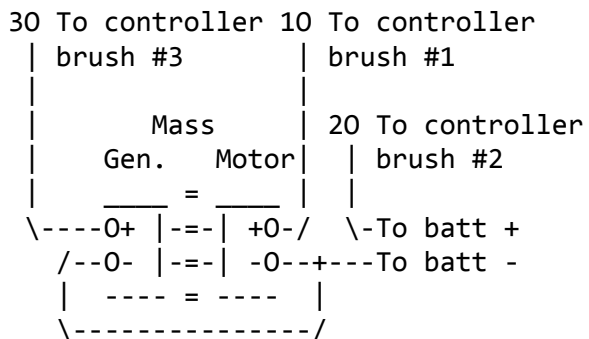 3O To controller 1O To controller
 | brush #3       | brush #1
 |                |
 |       Mass     | 2O To controller
 |    Gen.  Motor|  | brush #2
 |    ____ = ____ |  |
 \----O+ |-=-| +O-/  \-To batt +
   /--O- |-=-| -O--+---To batt -
   |  ---- = ----  |
   \---------------/